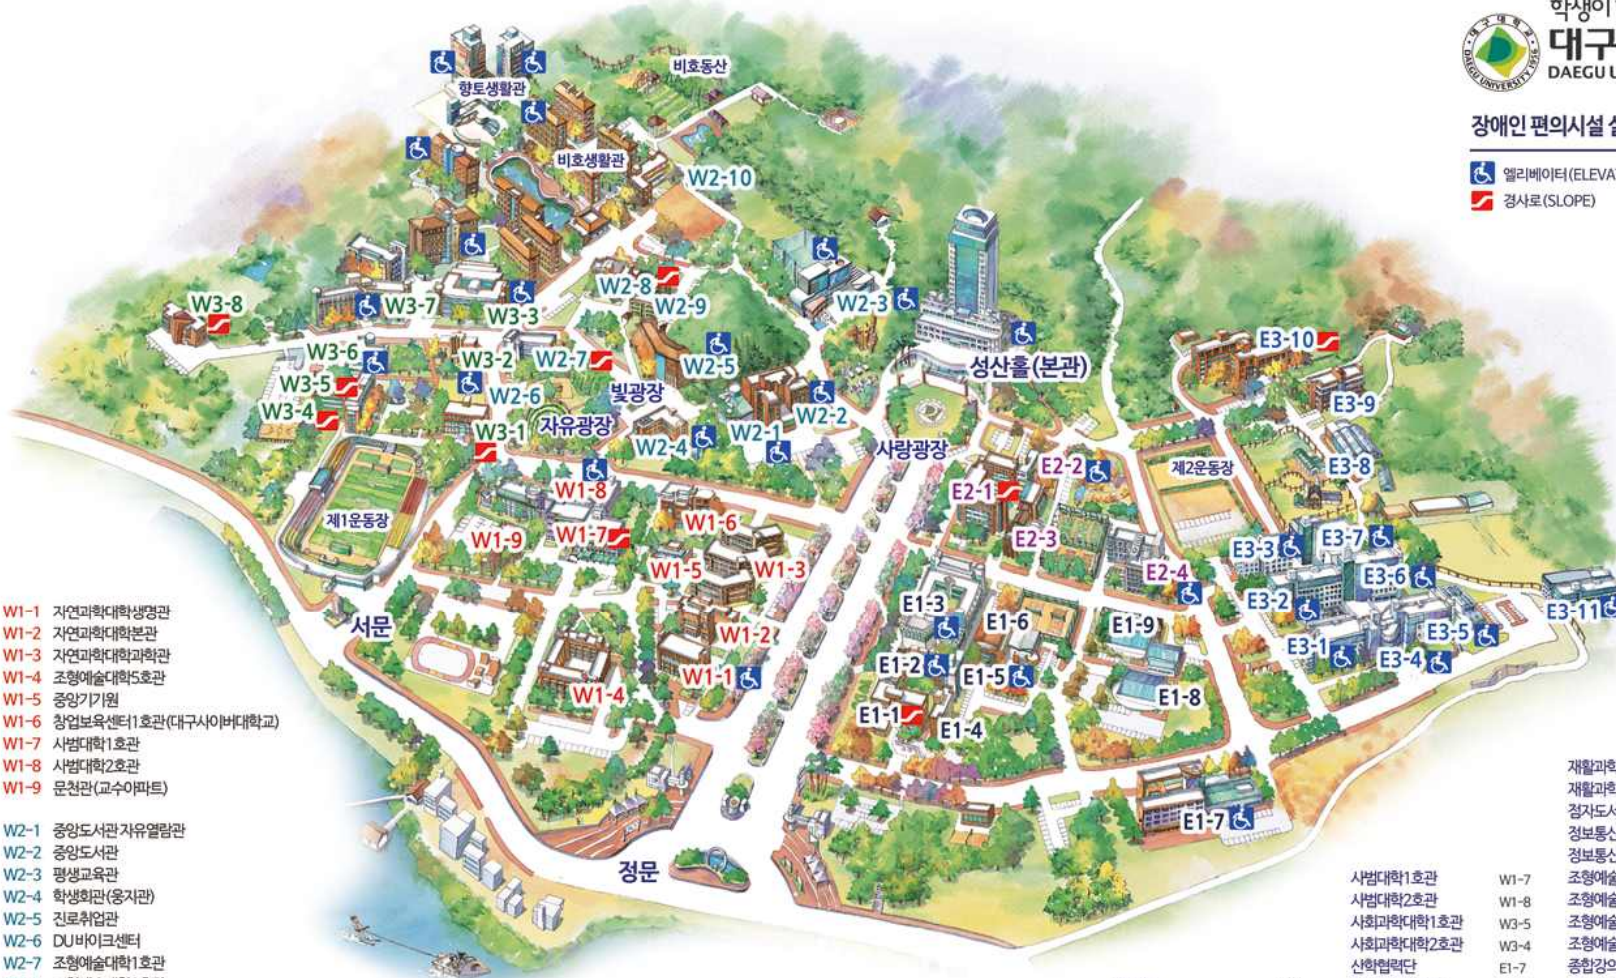 학생이
대구
DAEGU UNIVERSITY 1956
DAEGU
장애인 편의시설
엘리베이터(ELEVA
경사로(SLOPE)
비호동산
향토생활관
비호생활관
W2-10
W2-8
W2-9
W2-3
W3-8
W3-7
W3-3
성산홀(본관)
E3-10
W3-6
W3-2
W2-7
W2-5
W3-5
W2-6
빛광장
W2-2
E3-9
W3-4
W3-1
자유광장
W2-4
W2-1
사랑광장
E2-2
제2운동장
E3-8
W1-8
E2-1
제1운동장
W1-9
W1-7
W1-6
E2-3
E3-3
E3-7
W1-5
W1-3
E2-4
E3-6
E3-2
E3-11
서문
W1-2
E1-3
E1-6
E1-9
E3-1
E3-5
E3-4
W1-4
W1-1
E1-2
E1-5
E1-8
E1-1
E1-4
E1-7
정문
W1-1 자연과학대학생명관
W1-2 자연과학대학본관
W1-3 자연과학대학과학관
W1-4 조형예술대학5호관
W1-5 중앙기기원
W1-6 창업보육센터1호관(대구사이버대학교)
W1-7 사범대학1호관
W1-8 사범대학2호관
W1-9 문천관(교수아파트)
W2-1 중앙도서관 자유열람관
W2-2 중앙도서관
W2-3 평생교육관
W2-4 학생회관(웅지관)
W2-5 진로취업관
W2-6 DU바이크센터
W2-7 조형예술대학1호관
사범대학1호관 W1-7
사범대학2호관 W1-8
사회과학대학1호관 W3-5
사회과학대학2호관 W3-4
산학협력단 E1-7
재활과학
재활과학
점자도서
정보통신
정보통신
조형예술
조형예술
조형예술
조형예술
종합강의